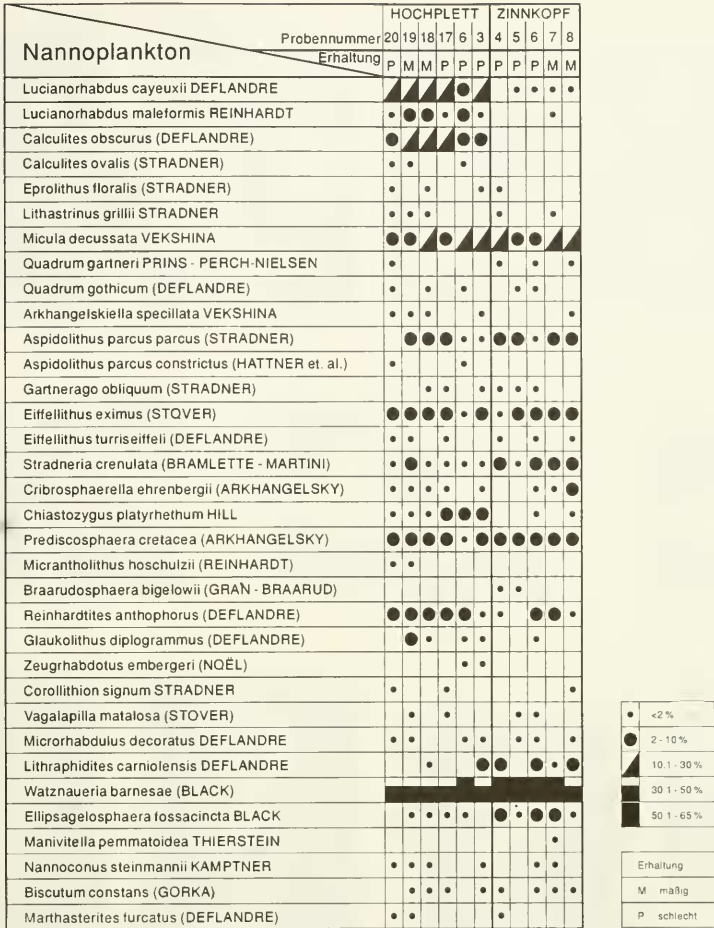 HOCHPLETT ZINNKOPF
Probennummer 20 19 18 17 6 3 4 5 6 7 8
Nannoplankton
Erhaltung P M M P P P P P P M M
Lucianorhabdus cayeuxii DEFLANDRE
Lucianorhabdus maleformis REINHARDT
Calculites obscurus (DEFLANDRE)
Calculites ovalis (STRADNER)
Eprolithus floralis (STRADNER)
Lithastrinus grillii STRADNER
Micula decussata VEKSHINA
Quadrum gartneri PRINS - PERCH-NIELSEN
Quadrum gothicum (DEFLANDRE)
Arkhangelskiella specillata VEKSHINA
Aspidolithus parcus parcus (STRADNER)
Aspidolithus parcus constrictus (HATTNER et. al.)
Gartnerago obliquum (STRADNER)
Eiffellithus eximus (STOVER)
Eiffellithus turriseiffeli (DEFLANDRE)
Stradneria crenulata (BRAMLETTE - MARTINI)
Cribrosphaerella ehrenbergii (ARKHANGELSKY)
Chiastozygus platyrhethum HILL
Prediscosphaera cretacea (ARKHANGELSKY)
Micrantholithus hoschulzii (REINHARDT)
Braarudosphaera bigelowii (GRAN - BRAARUD)
Reinhardtites anthophorus (DEFLANDRE)
Glaukolithus diplogrammus (DEFLANDRE)
Zeugrhabdotus embergeri (NOËL)
Corollithion signum STRADNER
Vagalapilla matalosa (STOVER)
Microrhabdulus decoratus DEFLANDRE
Lithraphidites carniolensis DEFLANDRE
Watznaueria barnesae (BLACK)
Ellipsagelosphaera fossacincta BLACK
Manivitella pemmatoidea THIERSTEIN
Nannoconus steinmannii KAMPTNER
Biscutum constans (GORKA)
Marthasterites furcatus (DEFLANDRE)
<2%
2-10%
10.1-30%
30.1-50%
50.1-65%
Erhaltung
M mäßig
P schlecht